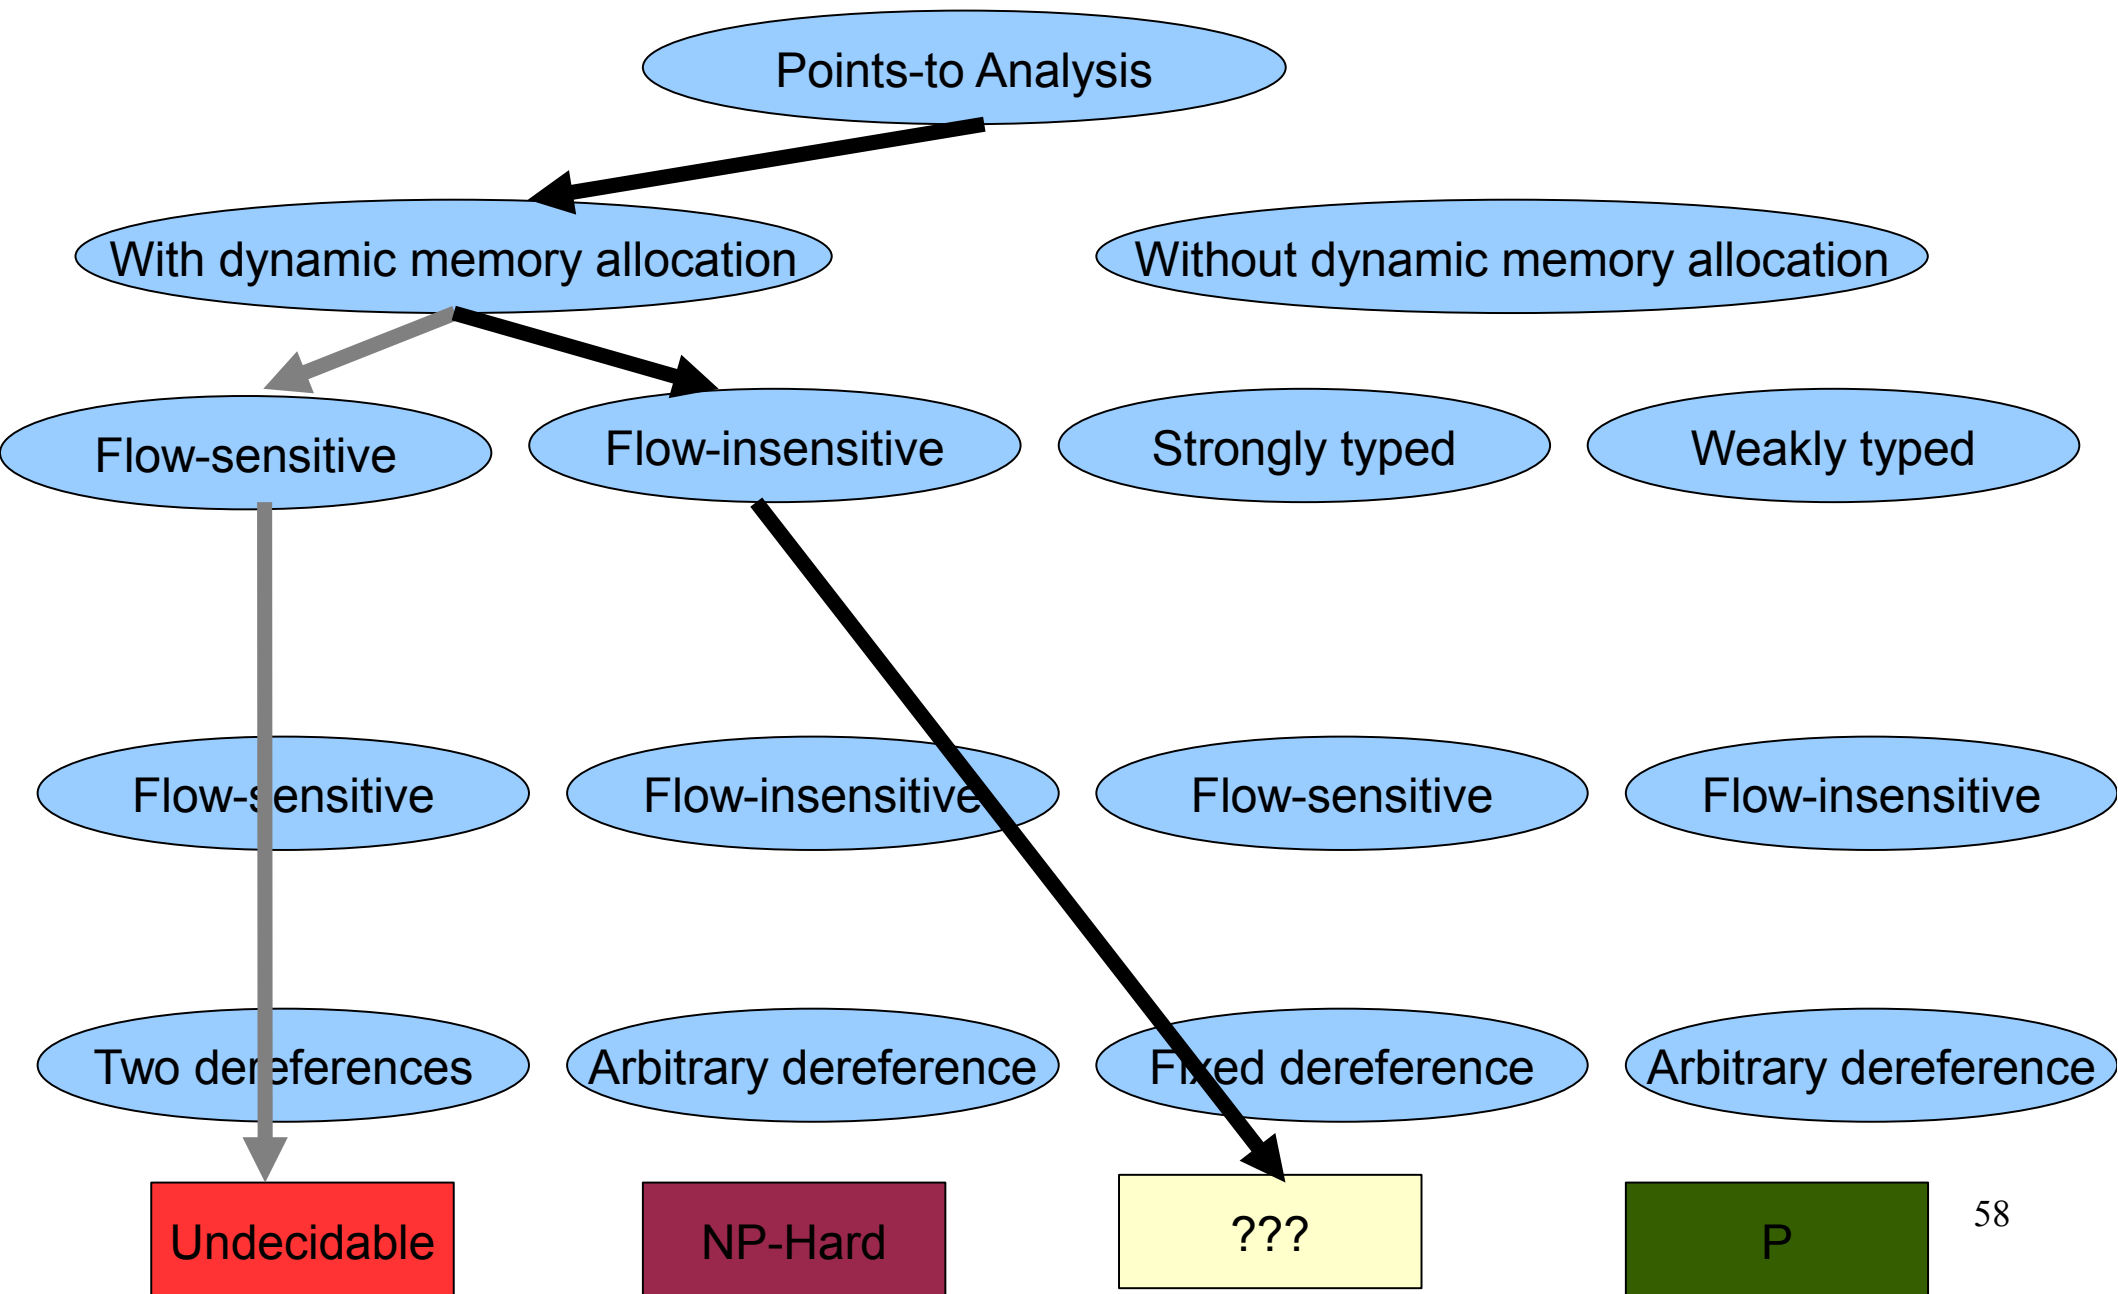 Points-to Analysis
With dynamic memory allocation
Without dynamic memory allocation
Flow-sensitive
Flow-insensitive
Strongly typed
Weakly typed
Flow-sensitive
Flow-insensitive
Flow-sensitive
Flow-insensitive
Two dereferences
Arbitrary dereference
Fixed dereference
Arbitrary dereference
Undecidable
NP-Hard
???
P
58